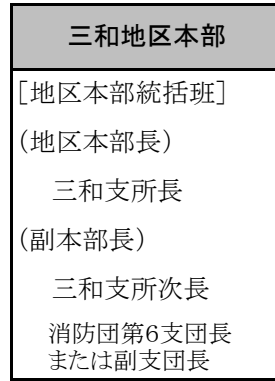 三和地区本部
[地区本部統括班]
(地区本部長)
三和支所長
(副本部長)
三和支所次長
消防団第6支団長
または副支団長